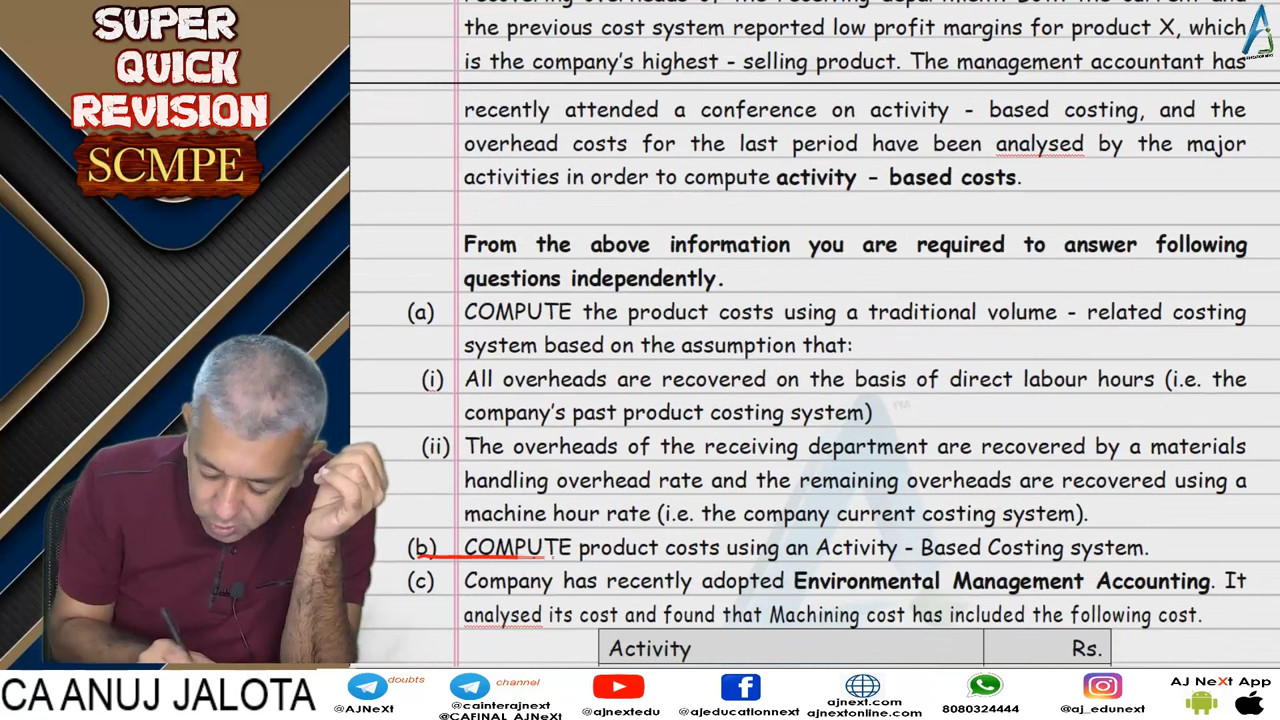 SUPER
QUICK
REVISION
SCMPE
the previous cost system reported low profit margins for product X, which
is the company's highest - selling product. The management accountant has
recently attended a conference on activity - based costing, and the
overhead costs for the last period have been analysed by the major
activities in order to compute activity - based costs.
From the above information you are required to answer following
questions independently.
(a) COMPUTE the product costs using a traditional volume - related costing
system based on the assumption that:
(i) All overheads are recovered on the basis of direct labour hours (i.e. the
company's past product costing system)
(ii) The overheads of the receiving department are recovered by a materials
handling overhead rate and the remaining overheads are recovered using a
machine hour rate (i.e. the company current costing system).
(b) COMPUTE product costs using an Activity - Based Costing system.
(c) Company has recently adopted Environmental Management Accounting. It
analysed its cost and found that Machining cost has included the following cost.
Activity Rs.
TM
CA ANUJ JALOTA
doubts
@AJNeXt
channel
@cainterajnext
@CAFINAL_AJNeXt
@ajnextedu
@ajeducationnext
ajnext.com
ajnextonline.com
8080324444
@aj_edunext
AJ NeXt App